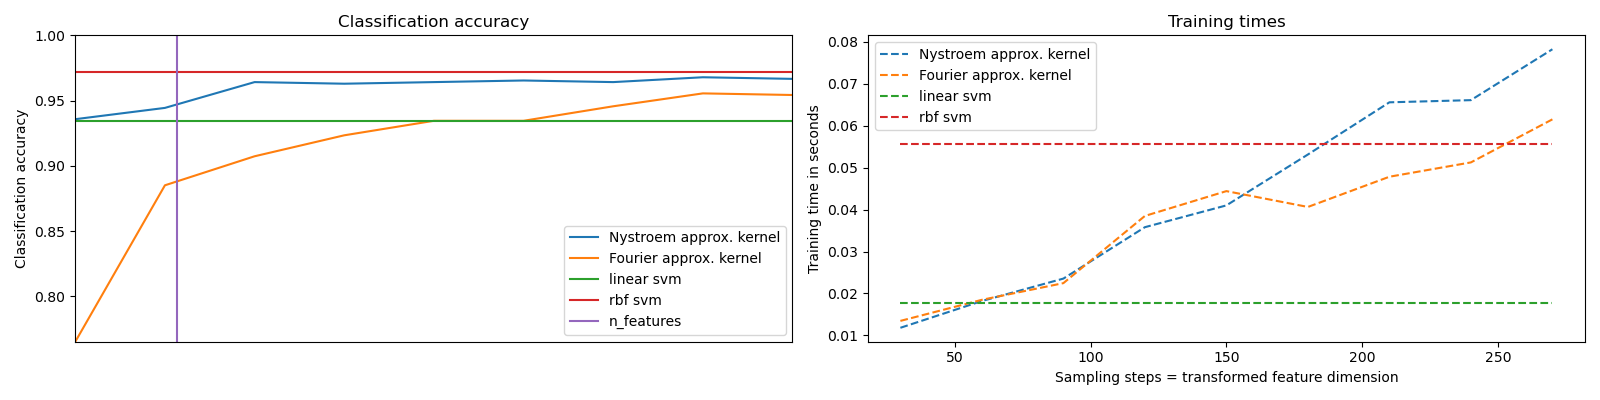 Classification accuracy
Classification accuracy
1.00
0.95
0.90
0.85
0.80
Nystroem approx. kernel
Fourier approx. kernel
linear svm
rbf svm
n_features
Training times
Training time in seconds
0.08
0.07
0.06
0.05
0.04
0.03
0.02
0.01
Nystroem approx. kernel
Fourier approx. kernel
linear svm
rbf svm
50
100
150
200
250
Sampling steps = transformed feature dimension